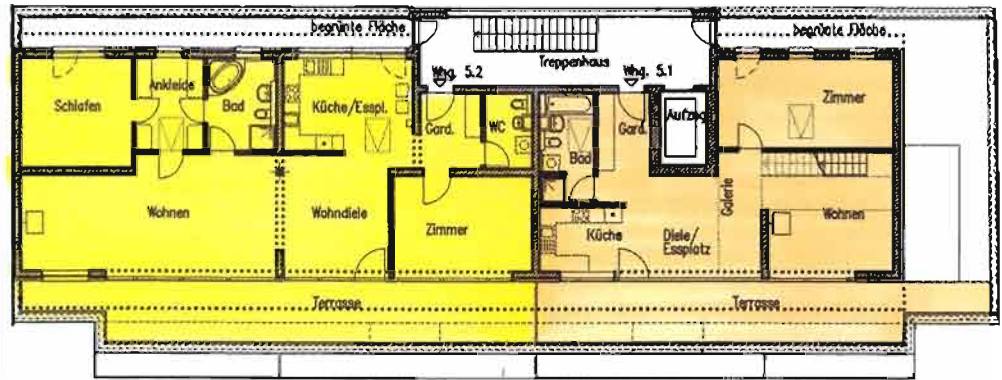 begrünte Fläche
begrünte Fläche
Treppenhaus
Whg. 5.2
Whg. 5.1
Schlafen
Ankleide
Bad
Küche/Esspl.
Gard.
WC
Bad
Gard.
Aufzug
Zimmer
Wohnen
Wohndiele
Zimmer
Küche
Diele/
Essplatz
Galerie
Wohnen
Terrasse
Terrasse